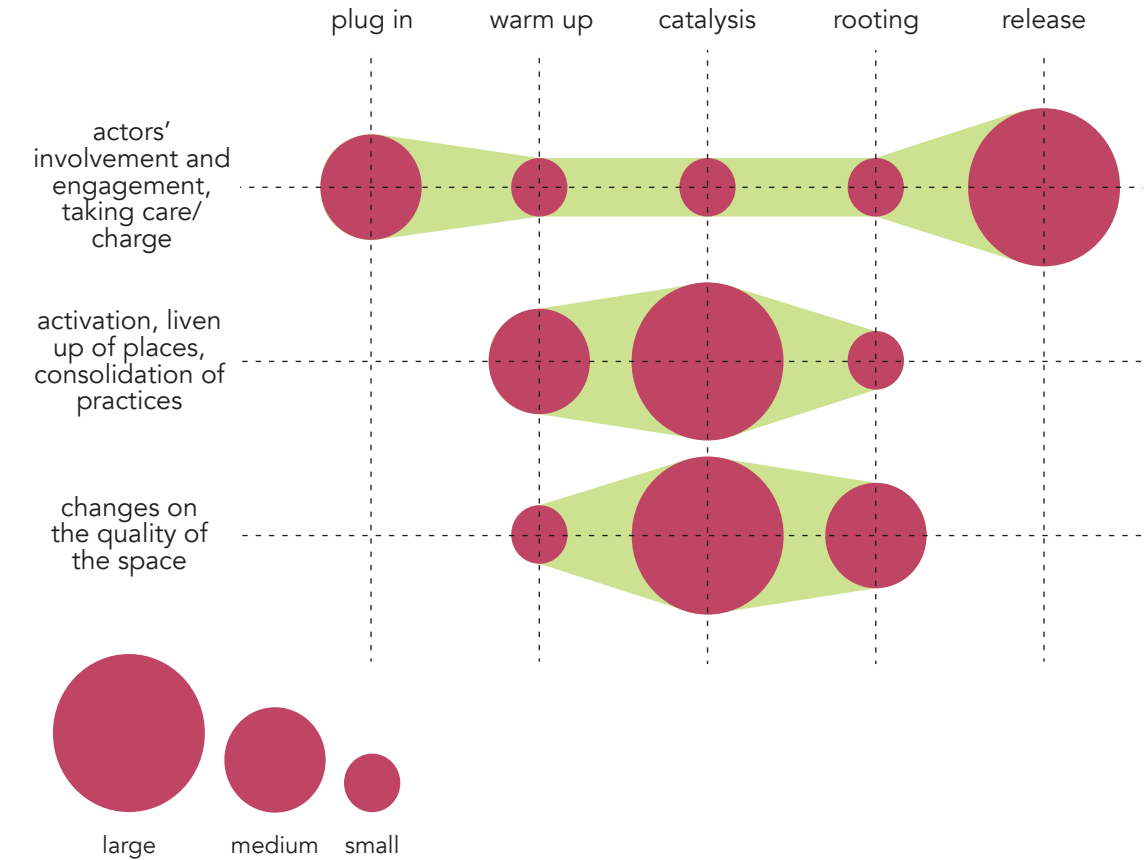 plug in
warm up
catalysis
rooting
release
actors’
involvement and
engagement,
taking care/
charge
activation, liven
up of places,
consolidation of
practices
changes on
the quality of
the space
large
medium
small